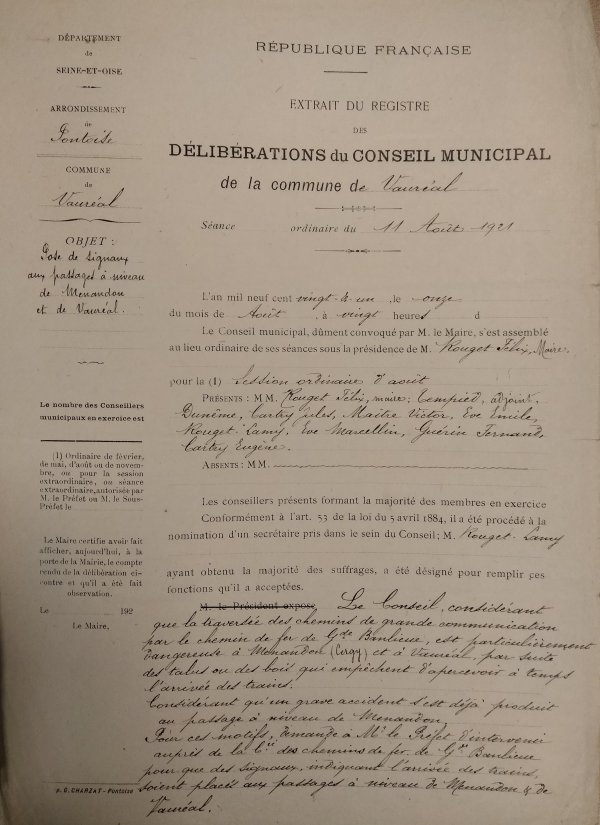 DÉPARTEMENT
de
SEINE-ET-OISE
ARRONDISSEMENT
de
Pontoise
COMMUNE
de
Vauréal
OBJET :
Pose de signaux
aux passages à niveau
de Menandon
et de Vauréal.
Le nombre des Conseillers
municipaux en exercice est
(1) Ordinaire de février,
de mai, d'août ou de novem-
bre, ou pour la session
extraordinaire, ou séance
extraordinaire, autorisée par
M. le Préfet ou M. le Sous-
Préfet le
Le Maire certifie avoir fait
afficher, aujourd'hui, à la
porte de la Mairie, le compte
rendu de la délibération ci-
contre et qu'il a été fait
observation.
Le 192
Le Maire,
P. G. CHARZAT - Pontoise
RÉPUBLIQUE FRANÇAISE
EXTRAIT DU REGISTRE
DES
DÉLIBÉRATIONS du CONSEIL MUNICIPAL
de la commune de Vauréal
Séance ordinaire du 11 Août 1921
L'an mil neuf cent vingt & un, le onze
du mois de Août, à vingt heures d
Le Conseil municipal, dûment convoqué par M. le Maire, s'est assemblé
au lieu ordinaire de ses séances sous la présidence de M. Rouget Félix, Maire.
pour la (1) Session ordinaire d'août
PRÉSENTS : MM. Rouget Félix, maire ; Tempied, adjoint,
Cartry Jules, Maître Victor, Eve Emile,
Rouget-Lamy, Eve Marcellin, Guérin Fernand,
Cartry Eugène.
ABSENTS : MM.
Les conseillers présents formant la majorité des membres en exercice
Conformément à l'art. 53 de la loi du 5 avril 1884, il a été procédé à la
nomination d'un secrétaire pris dans le sein du Conseil ; M. Rouget-Lamy
ayant obtenu la majorité des suffrages, a été désigné pour remplir ces
fonctions qu'il a acceptées.
M. le Président expose, Le Conseil, considérant
que la traversée des chemins de grande communication
par le chemin de fer de Gde Banlieue, est particulièrement
dangereuse à Menandon (Cergy) et à Vauréal, par suite
des talus ou des bois qui empêchent d'apercevoir à temps
l'arrivée des trains.
Considérant qu'un grave accident s'est déjà produit
au passage à niveau de Menandon,
Pour ces motifs, demande à Mr le Préfet d'intervenir
auprès de la Cie des chemins de fer de Gde Banlieue
pour que des signaux, indiquant l'arrivée des trains,
soient placés aux passages à niveau de Menandon & de
Vauréal.